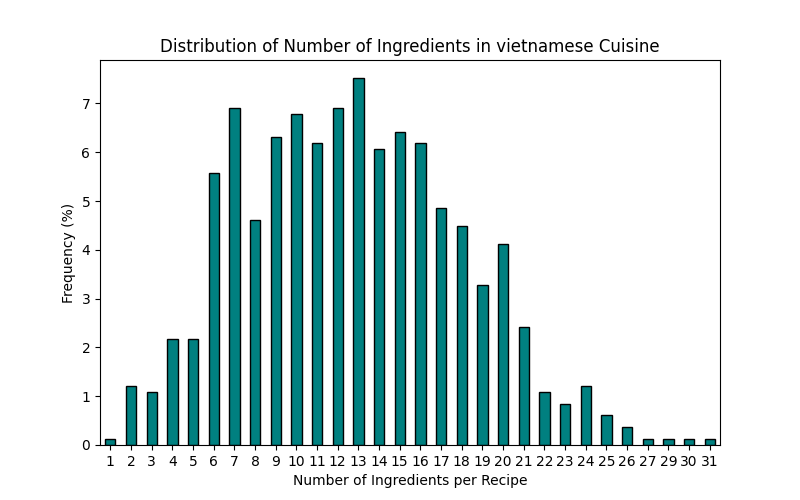 Distribution of Number of Ingredients in vietnamese Cuisine
7
6
5
4
3
2
1
0
Frequency (%)
1 2 3 4 5 6 7 8 9 10 11 12 13 14 15 16 17 18 19 20 21 22 23 24 25 26 27 29 30 31
Number of Ingredients per Recipe